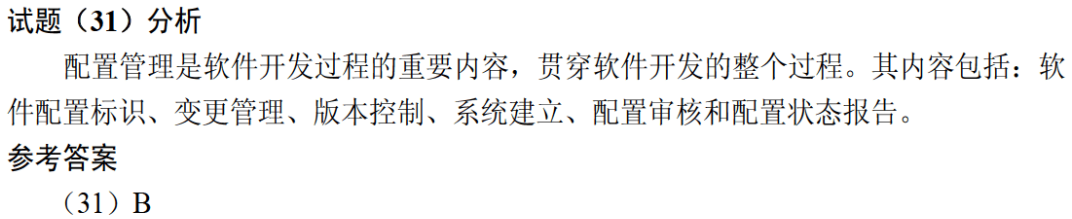 试题（31）分析
配置管理是软件开发过程的重要内容，贯穿软件开发的整个过程。其内容包括：软
件配置标识、变更管理、版本控制、系统建立、配置审核和配置状态报告。
参考答案
（31）B